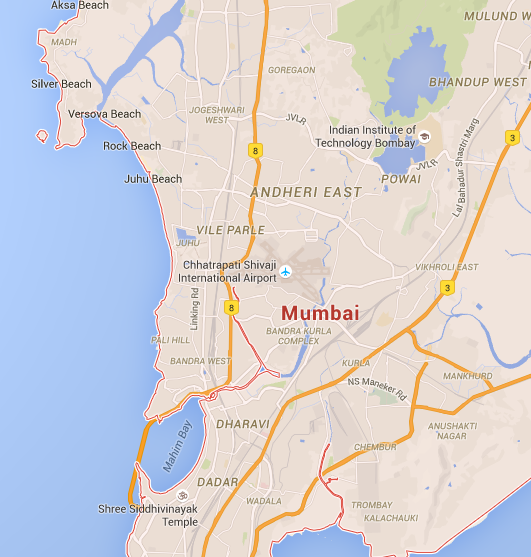 Aksa Beach
MADH
MULUND W
GOREGAON
Silver Beach
BHANDUP WEST
Versova Beach
JOGESHWARI
WEST
JVLR
Indian Institute of
Technology Bombay
3
Rock Beach
8
JVLR
Lal Bahadur Shastri Marg
Juhu Beach
POWAI
ANDHERI EAST
VILE PARLE
JUHU
Chhatrapati Shivaji
International Airport
VIKHROLI EAST
3
Linking Rd
8
Mumbai
PALI HILL
BANDRA KURLA
COMPLEX
BANDRA WEST
KURLA
MANKHURD
NS Maneker Rd
DHARAVI
ANUSHAKTI
NAGAR
Mahim Bay
CHEMBUR
DADAR
Shree Siddhivinayak
Temple
WADALA
TROMBAY
KALACHAUKI